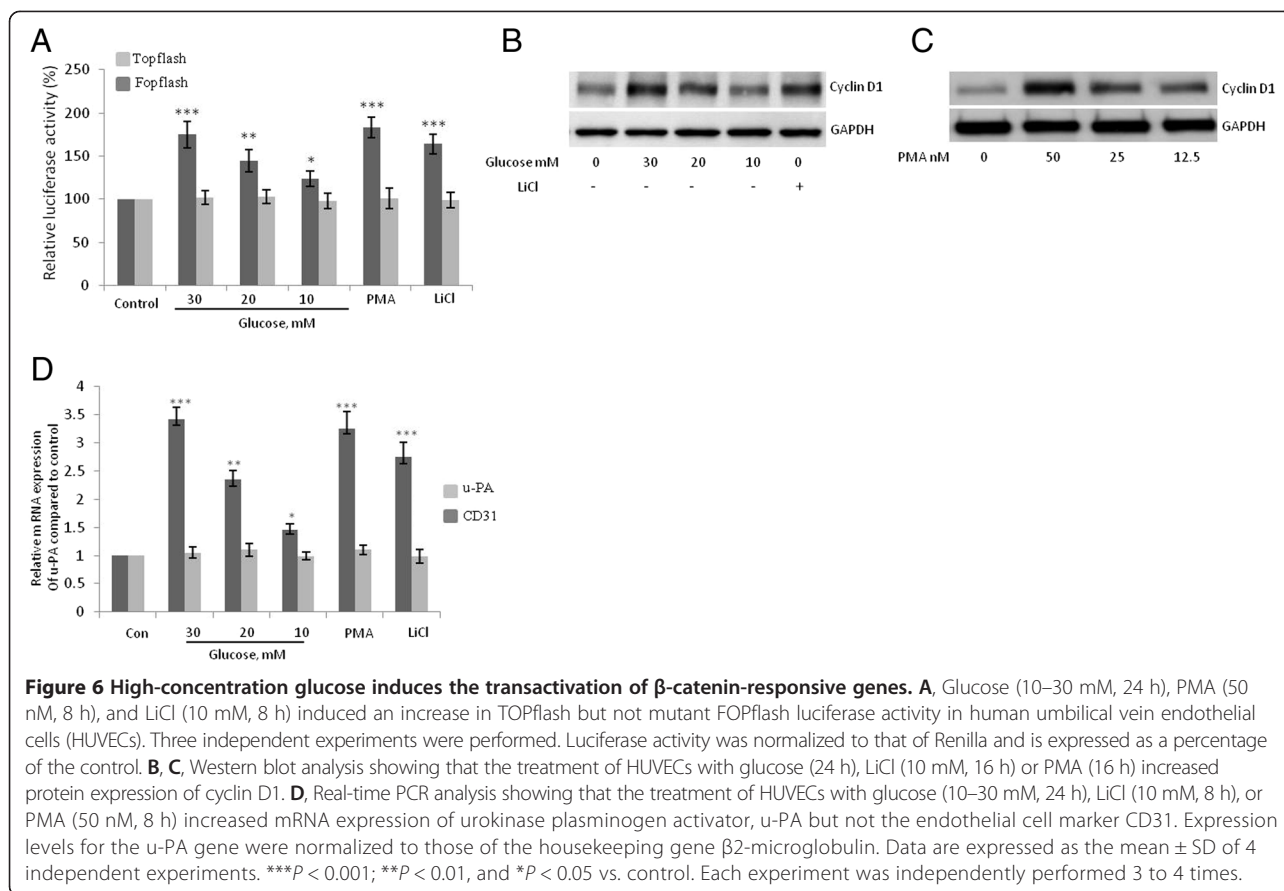 A
Topflash
Fopflash
Relative luciferase activity (%)
250
200
150
100
50
0
***
**
*
***
***
Control
30
20
10
PMA
LiCl
Glucose, mM
B
Cyclin D1
GAPDH
Glucose mM
0
30
20
10
0
LiCl
-
-
-
-
+
C
Cyclin D1
GAPDH
PMA nM
0
50
25
12.5
D
Relative m RNA expression
Of u-PA compared to control
4
3.5
3
2.5
2
1.5
1
0.5
0
***
**
*
***
***
u-PA
CD31
Con
30
20
10
PMA
LiCl
Glucose, mM
Figure 6 High-concentration glucose induces the transactivation of β-catenin-responsive genes. A, Glucose (10–30 mM, 24 h), PMA (50
nM, 8 h), and LiCl (10 mM, 8 h) induced an increase in TOPflash but not mutant FOPflash luciferase activity in human umbilical vein endothelial
cells (HUVECs). Three independent experiments were performed. Luciferase activity was normalized to that of Renilla and is expressed as a percentage
of the control. B, C, Western blot analysis showing that the treatment of HUVECs with glucose (24 h), LiCl (10 mM, 16 h) or PMA (16 h) increased
protein expression of cyclin D1. D, Real-time PCR analysis showing that the treatment of HUVECs with glucose (10–30 mM, 24 h), LiCl (10 mM, 8 h), or
PMA (50 nM, 8 h) increased mRNA expression of urokinase plasminogen activator, u-PA but not the endothelial cell marker CD31. Expression
levels for the u-PA gene were normalized to those of the housekeeping gene β2-microglobulin. Data are expressed as the mean ± SD of 4
independent experiments. ***P < 0.001; **P < 0.01, and *P < 0.05 vs. control. Each experiment was independently performed 3 to 4 times.